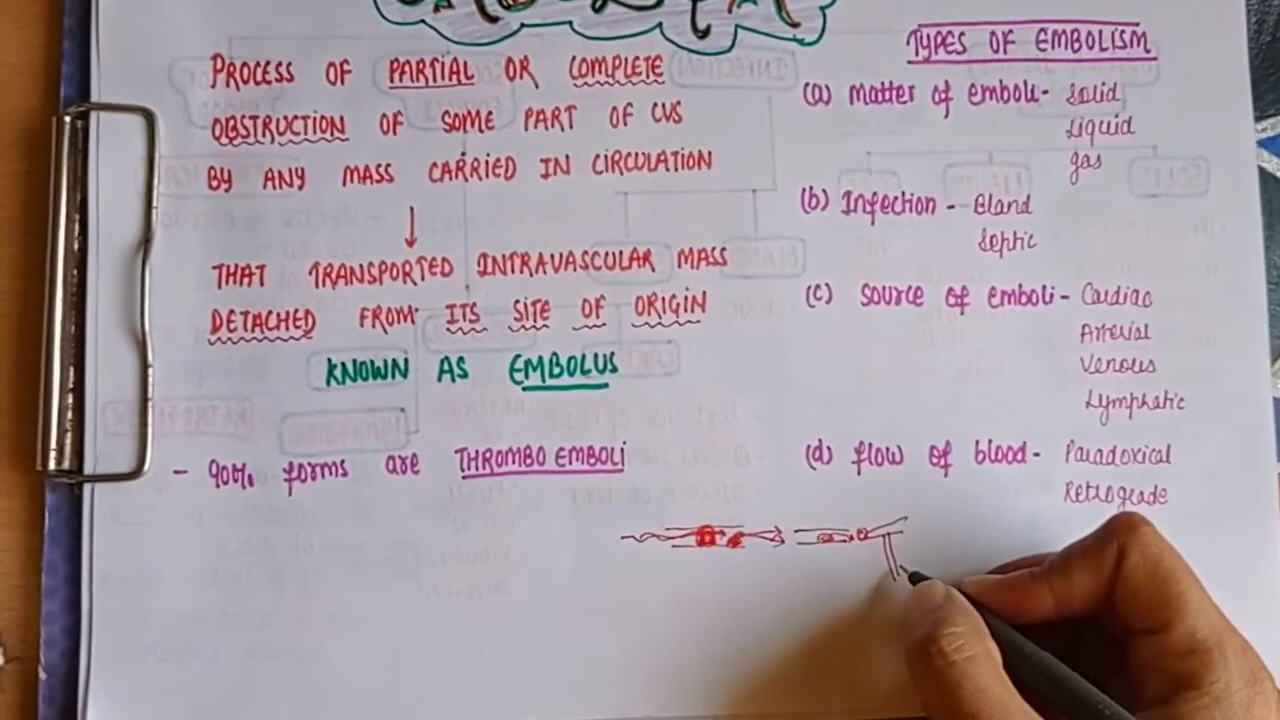 PROCESS OF PARTIAL OR COMPLETE
OBSTRUCTION OF SOME PART OF CVS
BY ANY MASS CARRIED IN CIRCULATION
↓
THAT TRANSPORTED INTRAVASCULAR MASS
DETACHED FROM ITS SITE OF ORIGIN
KNOWN AS EMBOLUS
- 90% forms are THROMBO EMBOLI
TYPES OF EMBOLISM
(a) matter of emboli - Solid
Liquid
gas
(b) Infection - Bland
Septic
(c) source of emboli - Cardiac
Arterial
Venous
Lymphatic
(d) flow of blood - Paradoxical
Retrograde